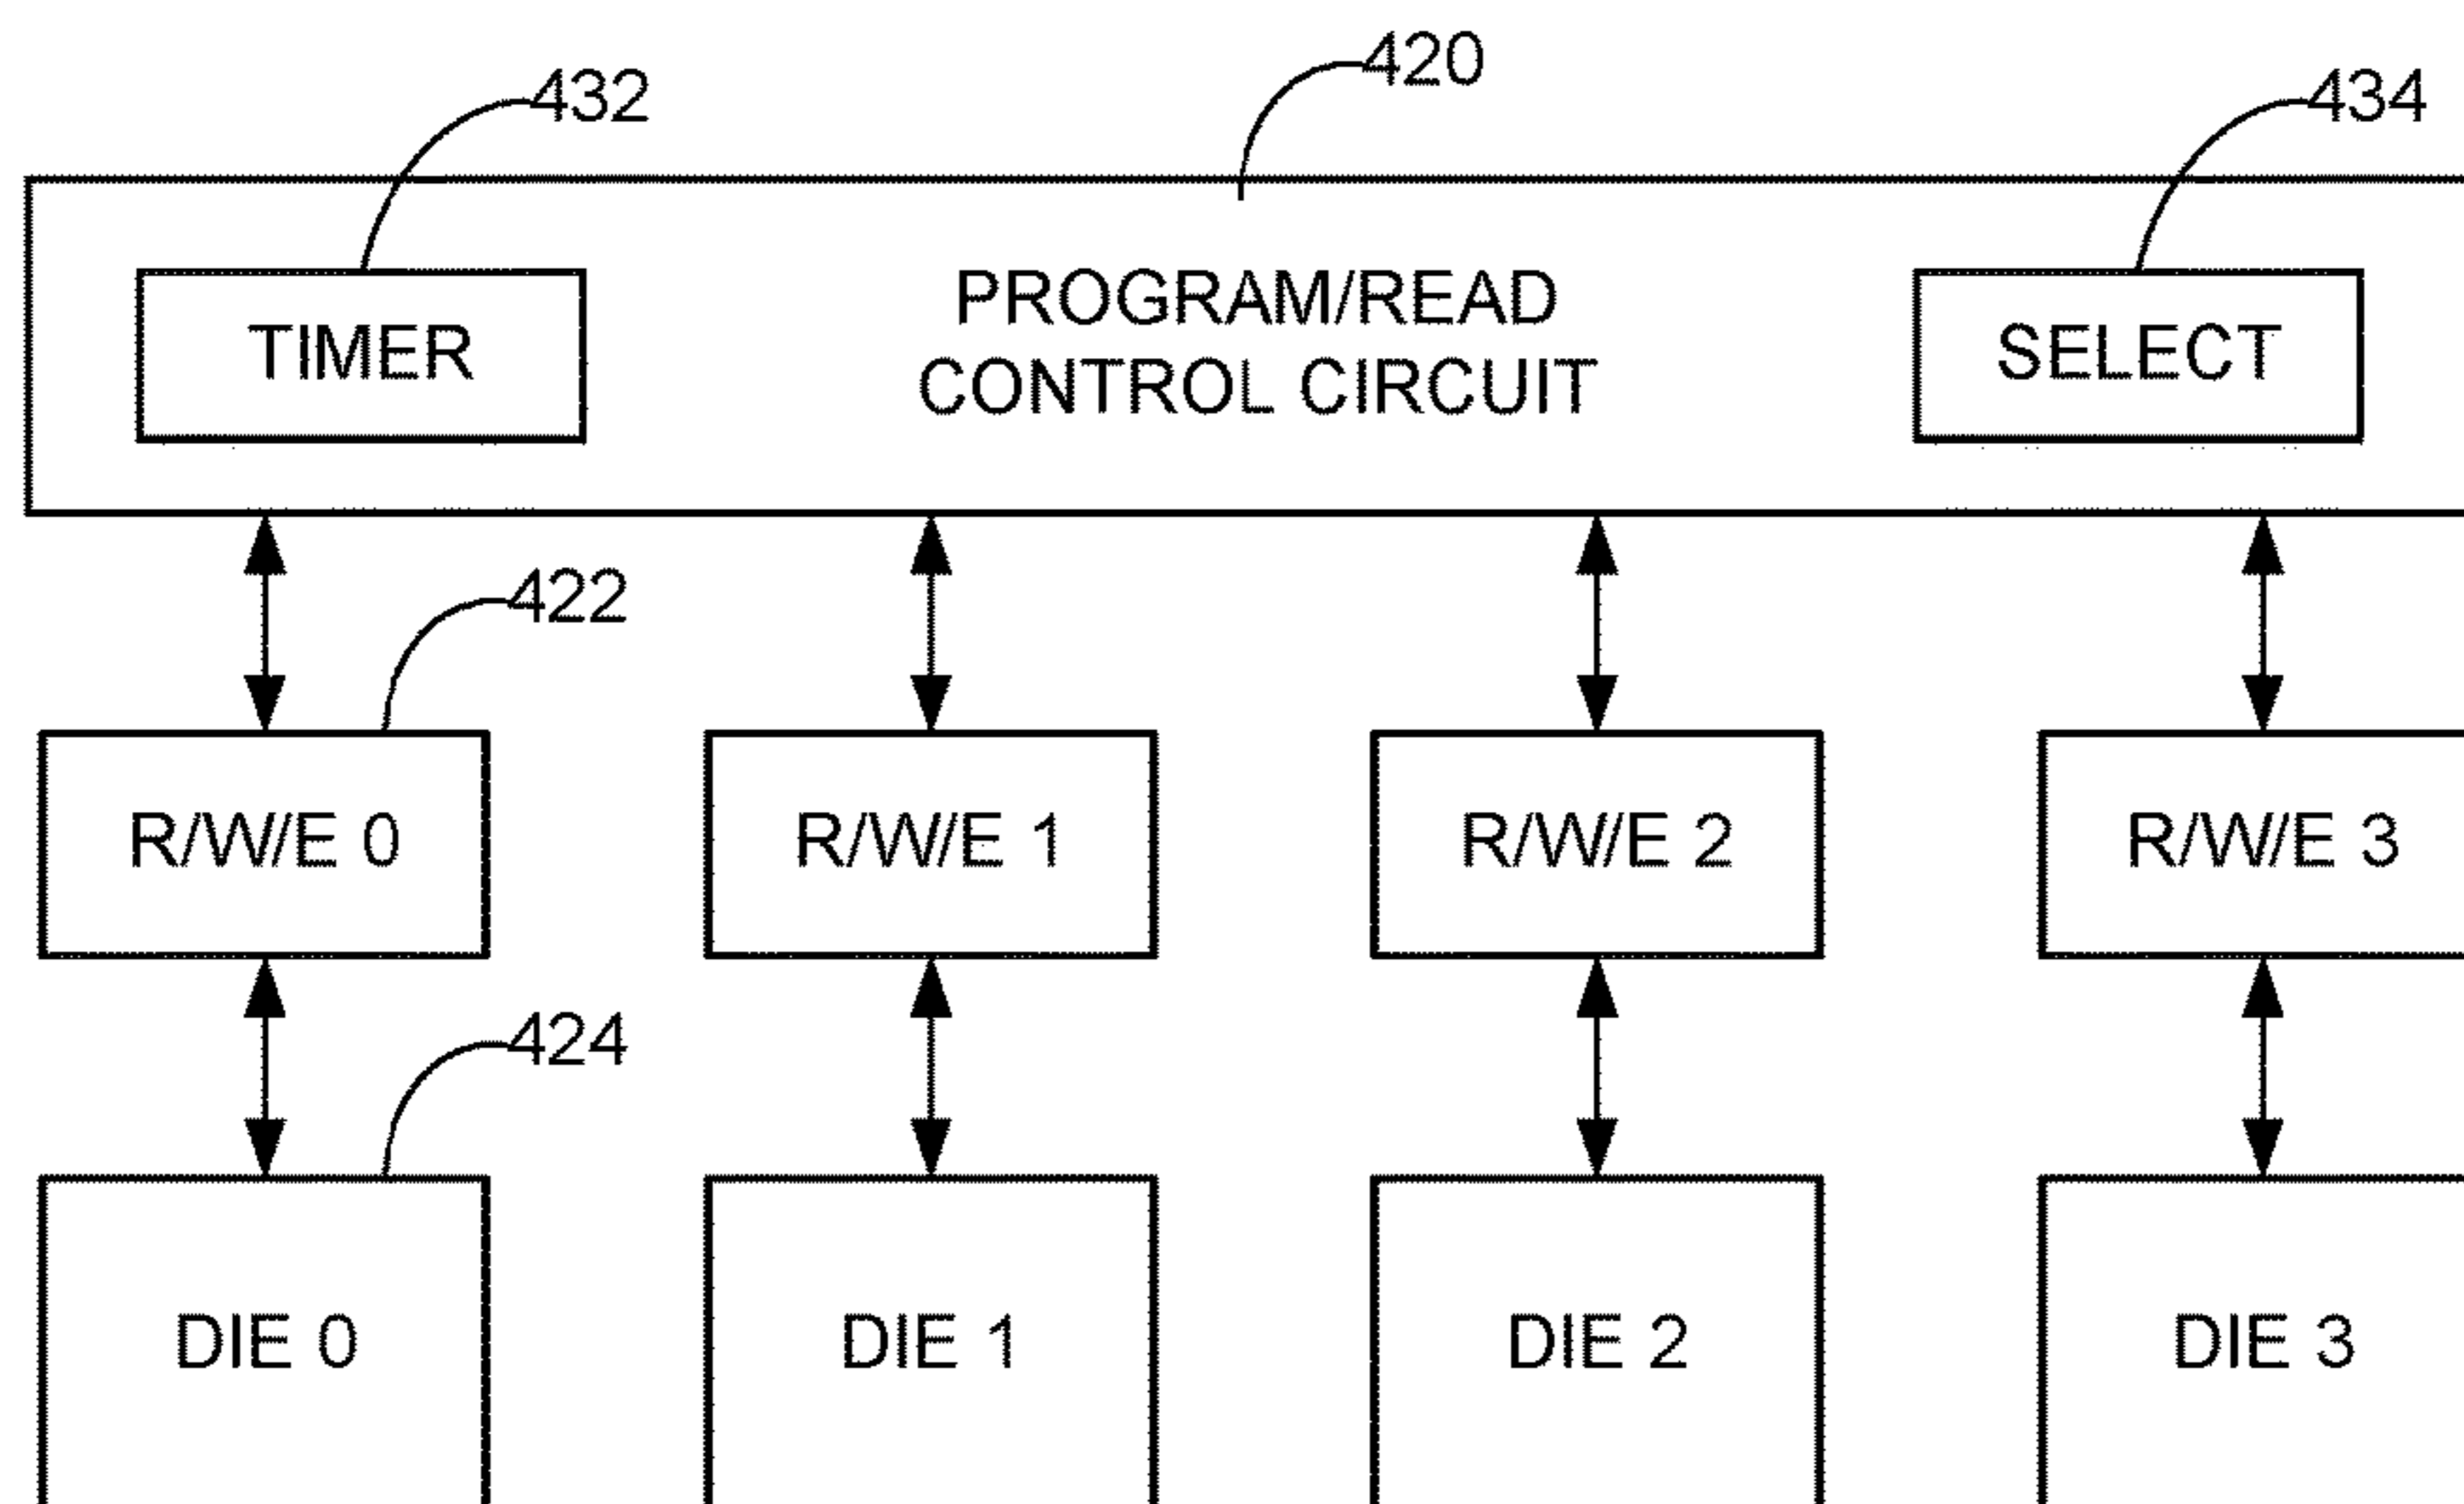 420
432
434
PROGRAM/READ
CONTROL CIRCUIT
TIMER
SELECT
422
R/W/E 0
R/W/E 1
R/W/E 2
R/W/E 3
424
DIE 0
DIE 1
DIE 2
DIE 3